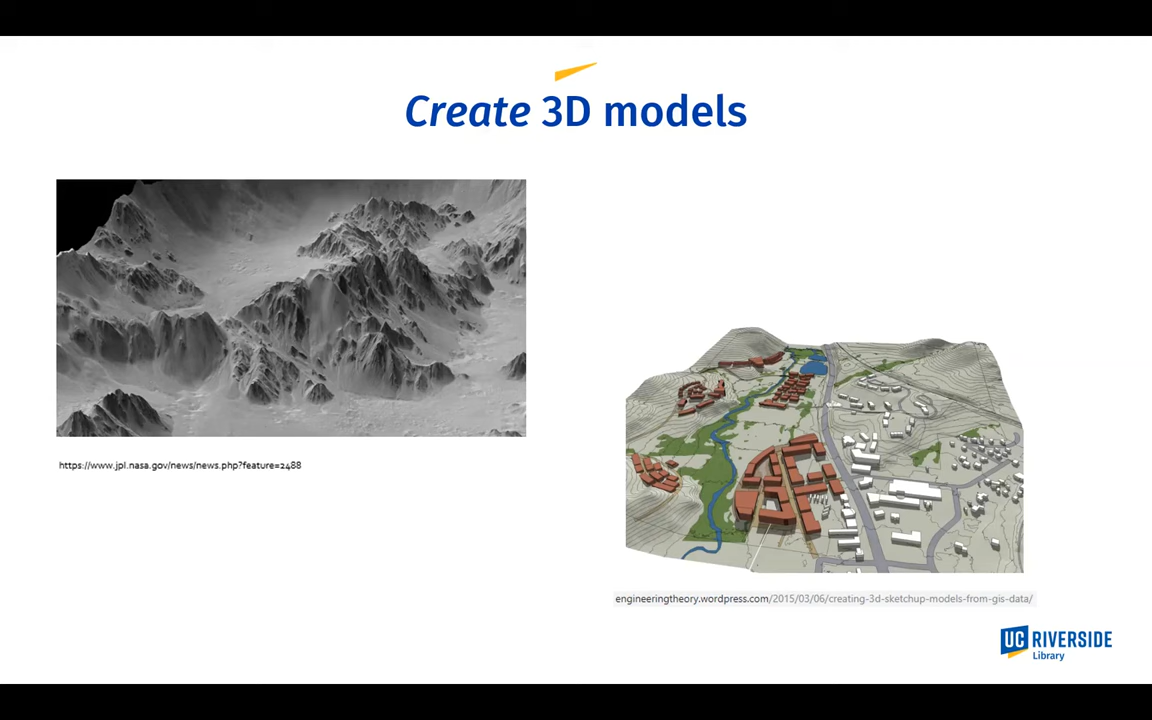 Create 3D models
https://www.jpl.nasa.gov/news/news.php?feature=2488
engineeringtheory.wordpress.com/2015/03/06/creating-3d-sketchup-models-from-gis-data/
UC RIVERSIDE
Library